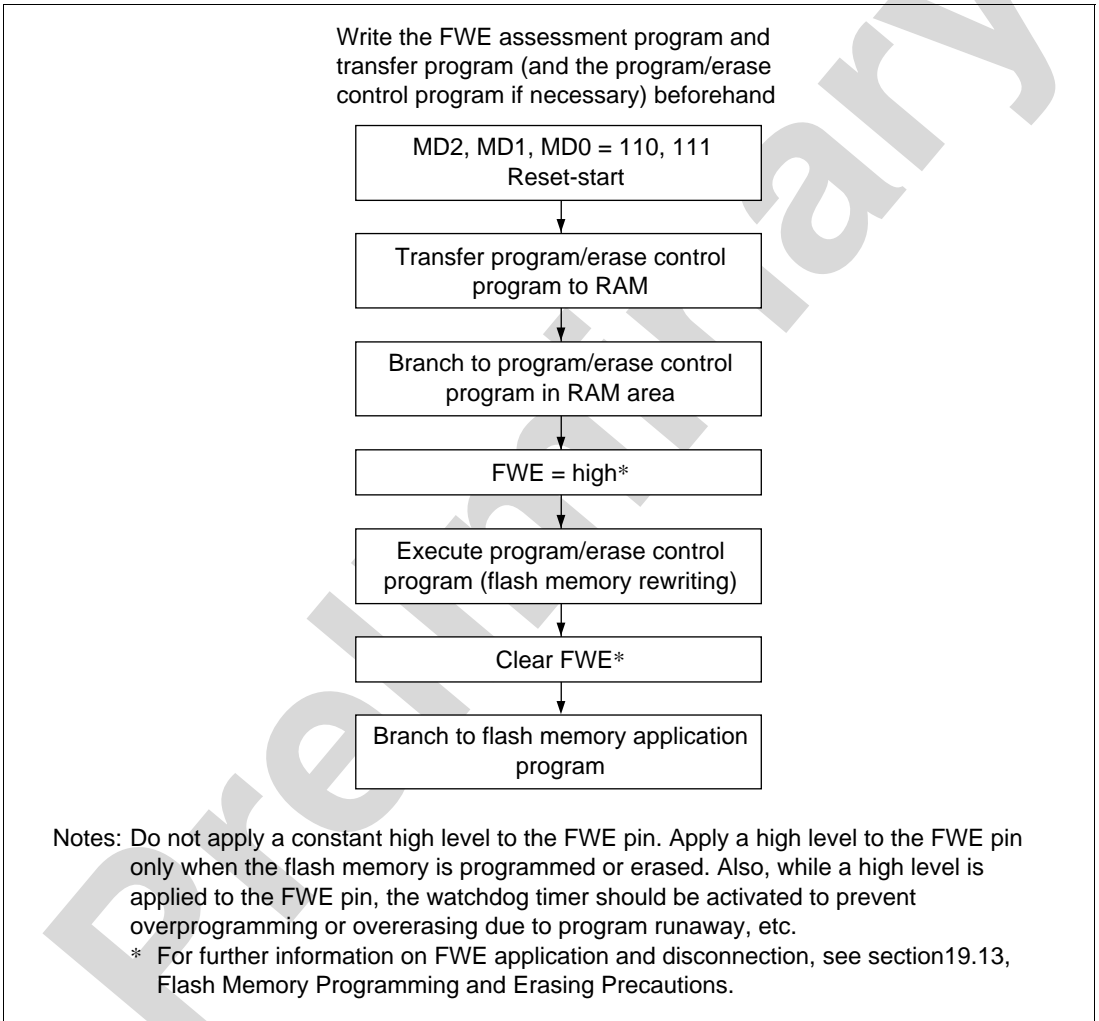 Write the FWE assessment program and
transfer program (and the program/erase
control program if necessary) beforehand
MD2, MD1, MD0 = 110, 111
Reset-start
Transfer program/erase control
program to RAM
Branch to program/erase control
program in RAM area
FWE = high*
Execute program/erase control
program (flash memory rewriting)
Clear FWE*
Branch to flash memory application
program
Notes: Do not apply a constant high level to the FWE pin. Apply a high level to the FWE pin
only when the flash memory is programmed or erased. Also, while a high level is
applied to the FWE pin, the watchdog timer should be activated to prevent
overprogramming or overerasing due to program runaway, etc.
* For further information on FWE application and disconnection, see section19.13,
Flash Memory Programming and Erasing Precautions.
Preliminary